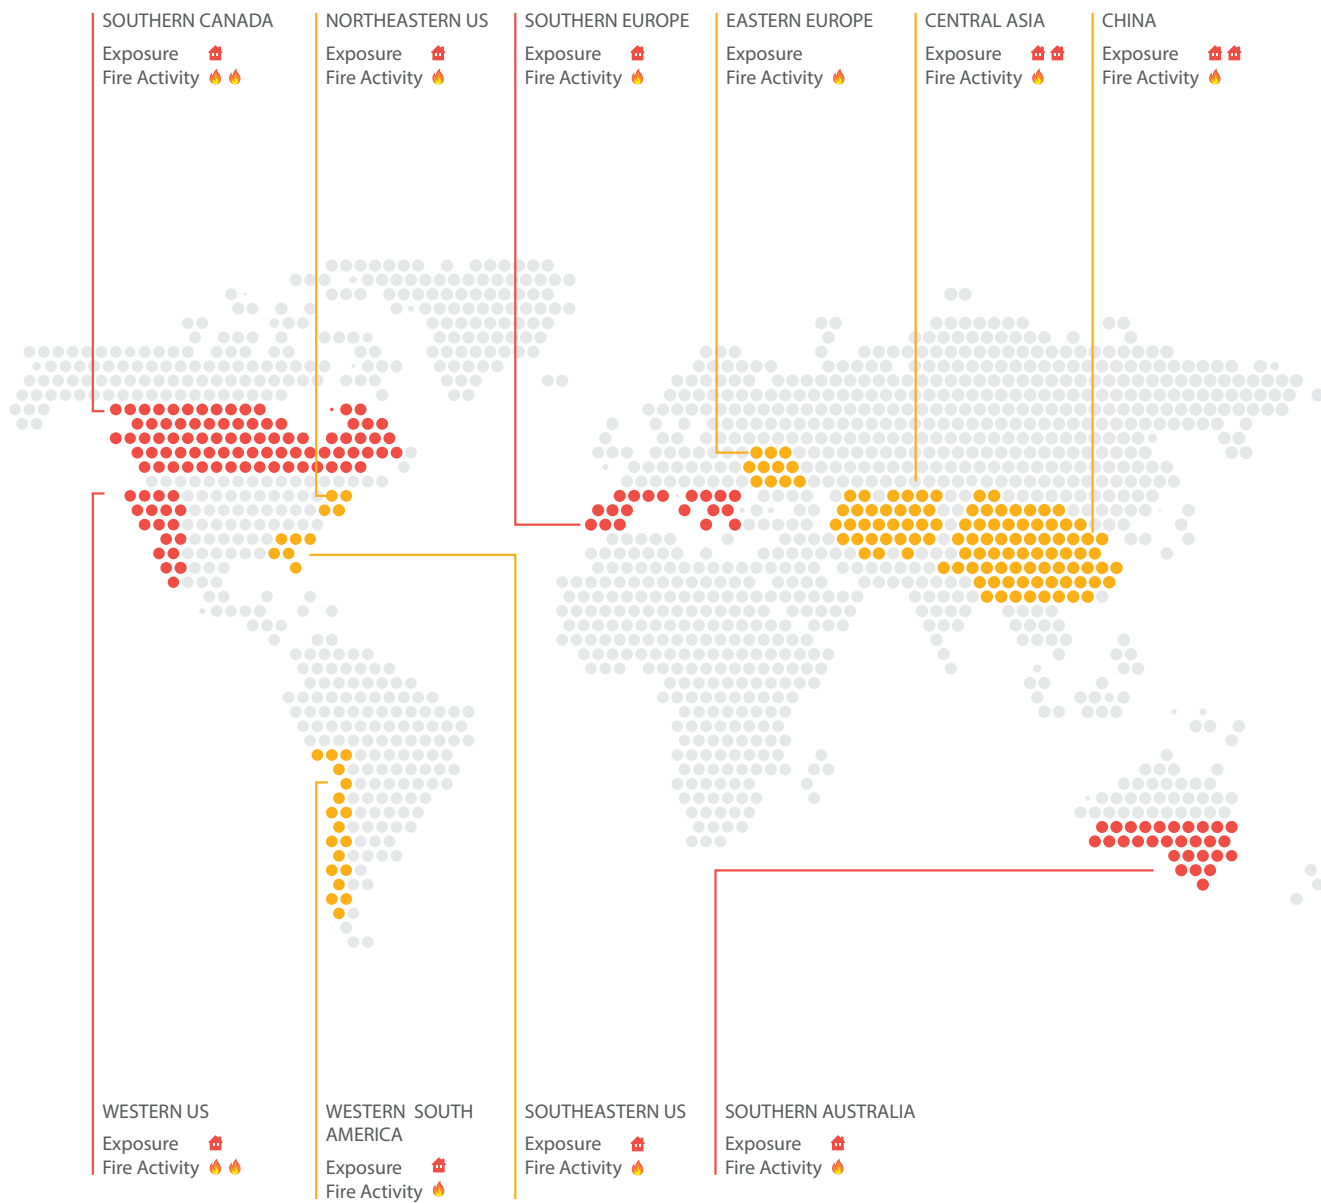 SOUTHERN CANADA
Exposure
Fire Activity
NORTHEASTERN US
Exposure
Fire Activity
SOUTHERN EUROPE
Exposure
Fire Activity
EASTERN EUROPE
Exposure
Fire Activity
CENTRAL ASIA
Exposure
Fire Activity
CHINA
Exposure
Fire Activity
WESTERN US
Exposure
Fire Activity
WESTERN SOUTH
AMERICA
Exposure
Fire Activity
SOUTHEASTERN US
Exposure
Fire Activity
SOUTHERN AUSTRALIA
Exposure
Fire Activity